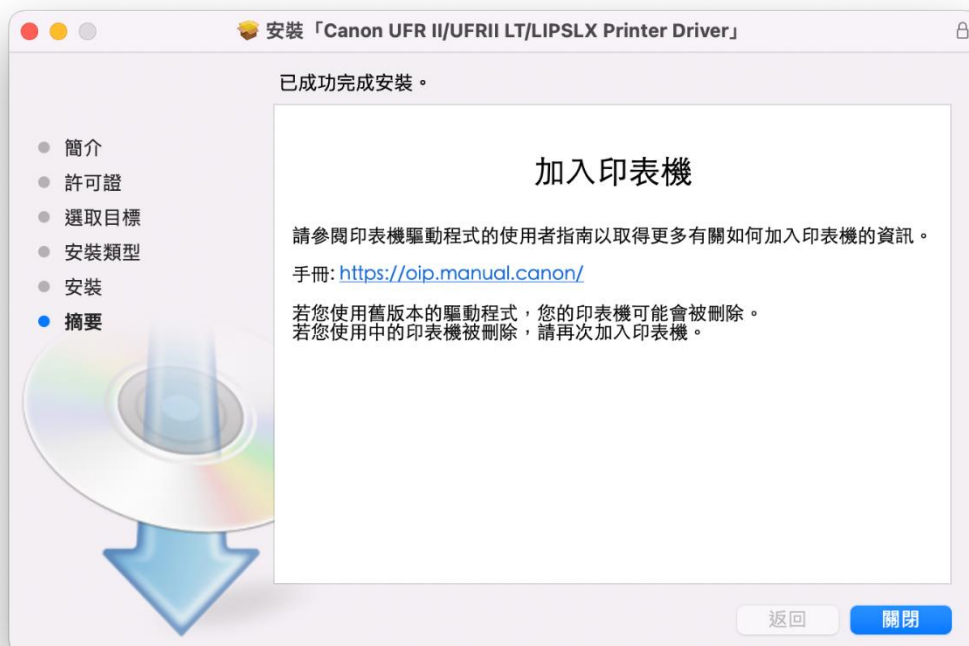 安裝「Canon UFR II/UFRII LT/LIPSLX Printer Driver」
已成功完成安裝。
簡介
許可證
選取目標
安裝類型
安裝
摘要
加入印表機
請參閱印表機驅動程式的使用者指南以取得更多有關如何加入印表機的資訊。
手冊: https://oip.manual.canon/
若您使用舊版本的驅動程式，您的印表機可能會被刪除。
若您使用中的印表機被刪除，請再次加入印表機。
返回
關閉